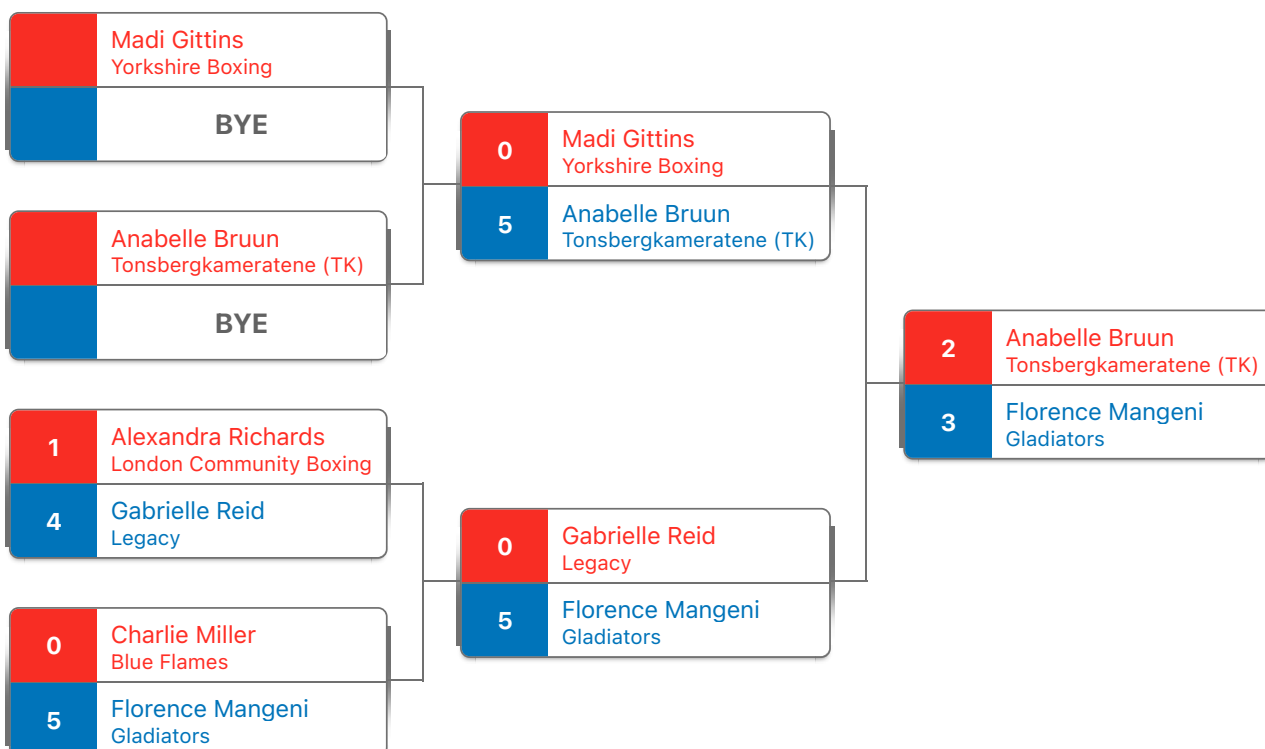 Madi Gittins
Yorkshire Boxing
BYE
Anabelle Bruun
Tonsbergkameratene (TK)
BYE
1
Alexandra Richards
London Community Boxing
4
Gabrielle Reid
Legacy
0
Charlie Miller
Blue Flames
5
Florence Mangeni
Gladiators
0
Madi Gittins
Yorkshire Boxing
5
Anabelle Bruun
Tonsbergkameratene (TK)
0
Gabrielle Reid
Legacy
5
Florence Mangeni
Gladiators
2
Anabelle Bruun
Tonsbergkameratene (TK)
3
Florence Mangeni
Gladiators